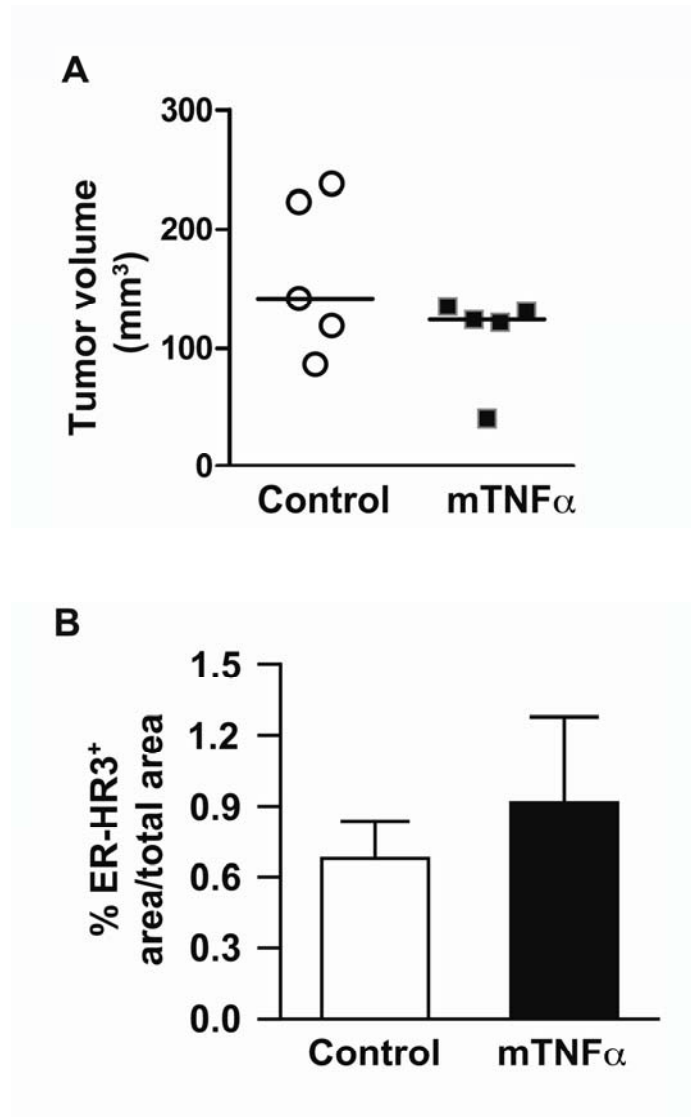 A
300
200
100
0
Tumor volume
(mm³)
Control
mTNFα
B
1.5
1.2
0.9
0.6
0.3
0.0
% ER-HR3⁺
area/total area
Control
mTNFα